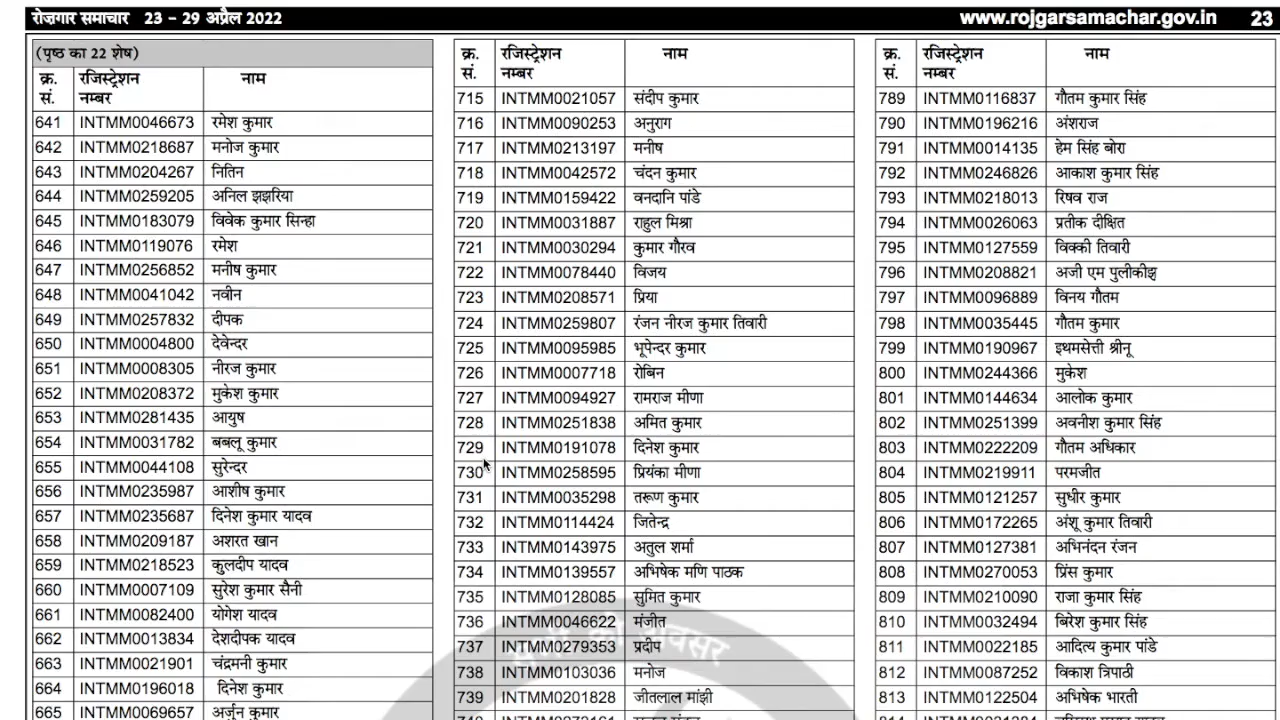 रोज़गार समाचार 23 – 29 अप्रैल 2022 www.rojgarsamachar.gov.in 23
(पृष्ठ का 22 शेष)
क्र. सं. रजिस्ट्रेशन नम्बर नाम
641 INTMM0046673 रमेश कुमार
642 INTMM0218687 मनोज कुमार
643 INTMM0204267 नितिन
644 INTMM0259205 अनिल झझरिया
645 INTMM0183079 विवेक कुमार सिन्हा
646 INTMM0119076 रमेश
647 INTMM0256852 मनीष कुमार
648 INTMM0041042 नवीन
649 INTMM0257832 दीपक
650 INTMM0004800 देवेन्दर
651 INTMM0008305 नीरज कुमार
652 INTMM0208372 मुकेश कुमार
653 INTMM0281435 आयुष
654 INTMM0031782 बबलू कुमार
655 INTMM0044108 सुरेन्दर
656 INTMM0235987 आशीष कुमार
657 INTMM0235687 दिनेश कुमार यादव
658 INTMM0209187 अशरत खान
659 INTMM0218523 कुलदीप यादव
660 INTMM0007109 सुरेश कुमार सैनी
661 INTMM0082400 योगेश यादव
662 INTMM0013834 देशदीपक यादव
663 INTMM0021901 चंद्रमनी कुमार
664 INTMM0196018 दिनेश कुमार
665 INTMM0069657 अर्जुन कुमार
क्र. सं. रजिस्ट्रेशन नम्बर नाम
715 INTMM0021057 संदीप कुमार
716 INTMM0090253 अनुराग
717 INTMM0213197 मनीष
718 INTMM0042572 चंदन कुमार
719 INTMM0159422 वनदानि पांडे
720 INTMM0031887 राहुल मिश्रा
721 INTMM0030294 कुमार गौरव
722 INTMM0078440 विजय
723 INTMM0208571 प्रिया
724 INTMM0259807 रंजन नीरज कुमार तिवारी
725 INTMM0095985 भूपेन्दर कुमार
726 INTMM0007718 रोबिन
727 INTMM0094927 रामराज मीणा
728 INTMM0251838 अमित कुमार
729 INTMM0191078 दिनेश कुमार
730 INTMM0258595 प्रियंका मीणा
731 INTMM0035298 तरूण कुमार
732 INTMM0114424 जितेन्द्र
733 INTMM0143975 अतुल शर्मा
734 INTMM0139557 अभिषेक मणि पाठक
735 INTMM0128085 सुमित कुमार
736 INTMM0046622 मंजीत
737 INTMM0279353 प्रदीप
738 INTMM0103036 मनोज
739 INTMM0201828 जीतलाल मांझी
क्र. सं. रजिस्ट्रेशन नम्बर नाम
789 INTMM0116837 गौतम कुमार सिंह
790 INTMM0196216 अंशराज
791 INTMM0014135 हेम सिंह बोरा
792 INTMM0246826 आकाश कुमार सिंह
793 INTMM0218013 रिषव राज
794 INTMM0026063 प्रतीक दीक्षित
795 INTMM0127559 विक्की तिवारी
796 INTMM0208821 अजी एम पुलीकीझ
797 INTMM0096889 विनय गौतम
798 INTMM0035445 गौतम कुमार
799 INTMM0190967 इथमसेत्ती श्रीनू
800 INTMM0244366 मुकेश
801 INTMM0144634 आलोक कुमार
802 INTMM0251399 अवनीश कुमार सिंह
803 INTMM0222209 गौतम अधिकार
804 INTMM0219911 परमजीत
805 INTMM0121257 सुधीर कुमार
806 INTMM0172265 अंशू कुमार तिवारी
807 INTMM0127381 अभिनंदन रंजन
808 INTMM0270053 प्रिंस कुमार
809 INTMM0210090 राजा कुमार सिंह
810 INTMM0032494 बिरेश कुमार सिंह
811 INTMM0022185 आदित्य कुमार पांडे
812 INTMM0087252 विकाश त्रिपाठी
813 INTMM0122504 अभिषेक भारती